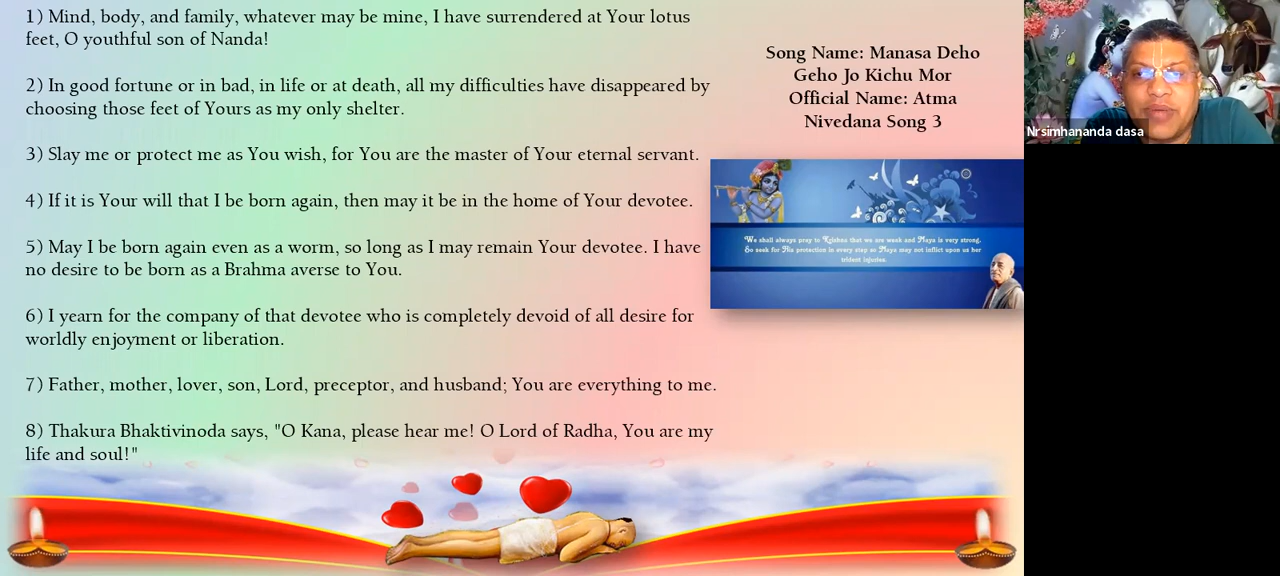 1) Mind, body, and family, whatever may be mine, I have surrendered at Your lotus
feet, O youthful son of Nanda!
2) In good fortune or in bad, in life or at death, all my difficulties have disappeared by
choosing those feet of Yours as my only shelter.
3) Slay me or protect me as You wish, for You are the master of Your eternal servant.
4) If it is Your will that I be born again, then may it be in the home of Your devotee.
5) May I be born again even as a worm, so long as I may remain Your devotee. I have
no desire to be born as a Brahma averse to You.
6) I yearn for the company of that devotee who is completely devoid of all desire for
worldly enjoyment or liberation.
7) Father, mother, lover, son, Lord, preceptor, and husband; You are everything to me.
8) Thakura Bhaktivinoda says, "O Kana, please hear me! O Lord of Radha, You are my
life and soul!"
Song Name: Manasa Deho
Geho Jo Kichu Mor
Official Name: Atma
Nivedana Song 3
We shall always pray to Krishna that we are weak and Maya is very strong,
So seek for His protection in every step so Maya may not inflict upon us her
trident injuries.
Nrsimhananda dasa